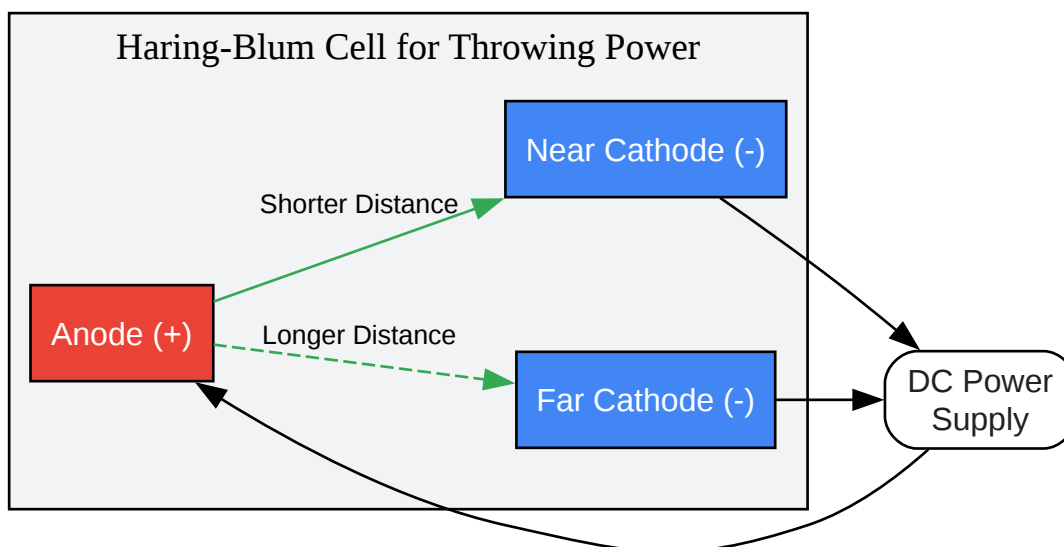 Haring-Blum Cell for Throwing Power
Near Cathode (-)
Shorter Distance
Anode (+)
Longer Distance
Far Cathode (-)
DC Power
Supply